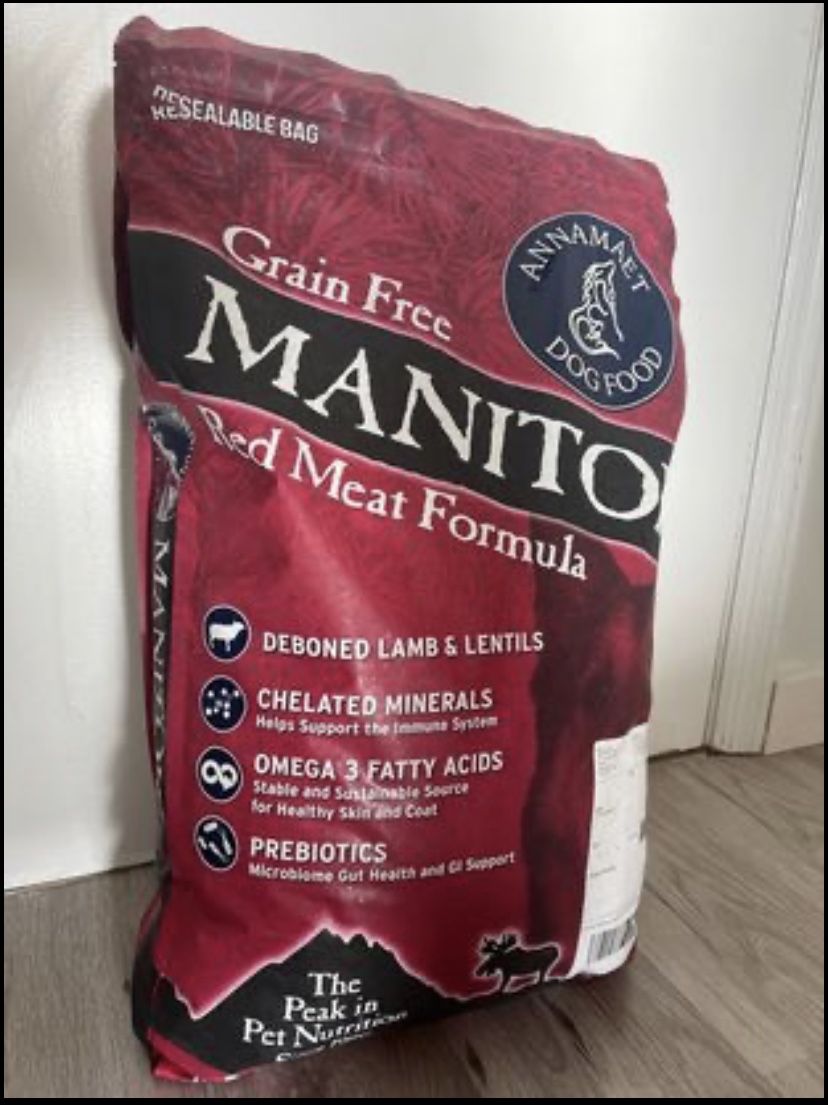 RESEALABLE BAG
ANNAMAET
DOG FOOD
Grain Free
MANITO
Red Meat Formula
DEBONED LAMB & LENTILS
CHELATED MINERALS
Helps Support the Immune System
OMEGA 3 FATTY ACIDS
Stable and Sustainable Source
for Healthy Skin and Coat
PREBIOTICS
Microbiome Gut Health and GI Support
The
Peak in
Pet Nutrition